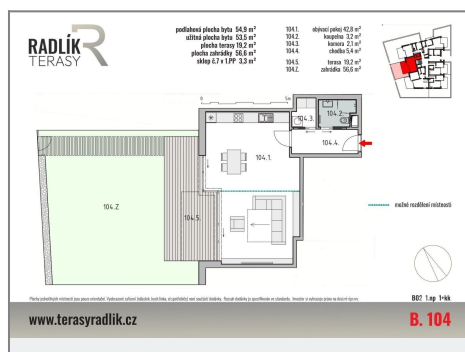 RADLÍK
TERASY
podlahová plocha bytu 54,9 m²
užitná plocha bytu 53,5 m²
plocha terasy 19,2 m²
plocha zahrádky 56,6 m²
sklep č.7 v 1.PP 3,3 m²
104.1. obývací pokoj 42,8 m²
104.2. koupelna 3,2 m²
104.3. komora 2,1 m²
104.4. chodba 5,4 m²
104.5. terasa 19,2 m²
104.Z. zahrádka 56,6 m²
0 5m
104.3.
104.2.
104.1.
104.4.
104.Z
104.5.
možné rozdělení místnosti
B02 1.np 1+kk
www.terasyradlik.cz
B. 104